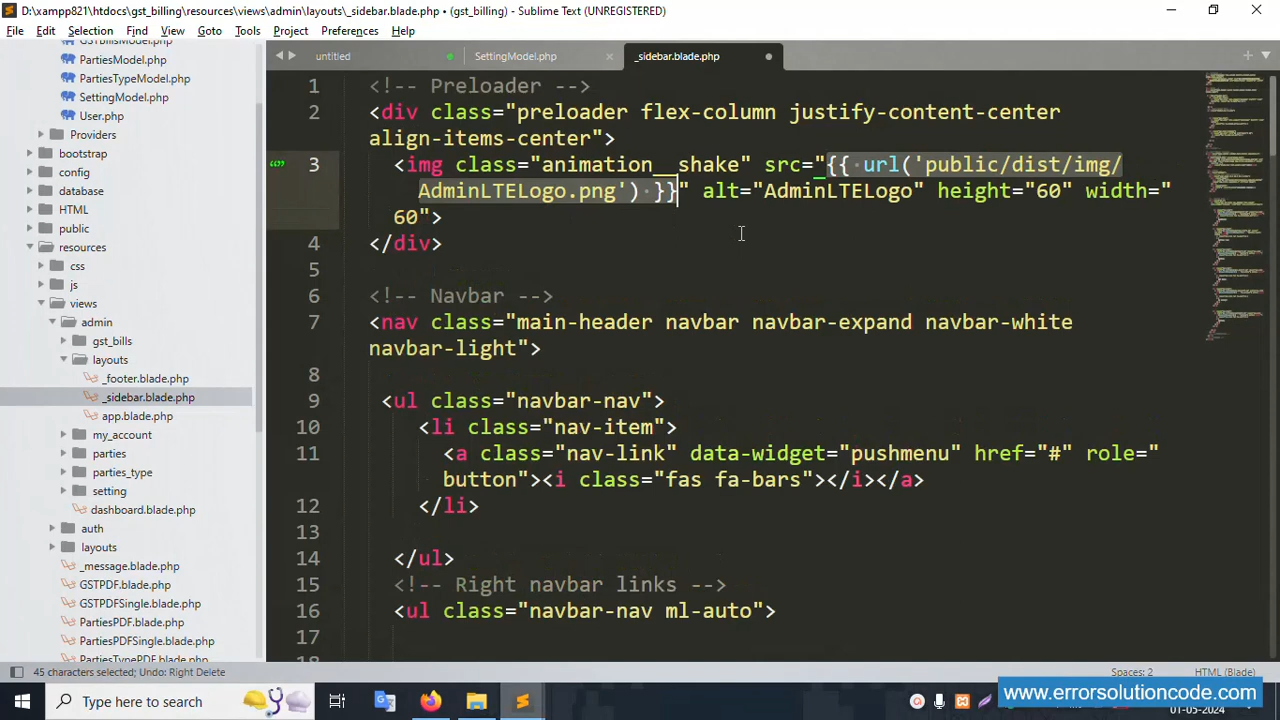 D:\xampp821\htdocs\gst_billing\resources\views\admin\layouts\_sidebar.blade.php • (gst_billing) - Sublime Text (UNREGISTERED)
File Edit Selection Find View Goto Tools Project Preferences Help
untitled SettingModel.php _sidebar.blade.php
GSTBillsModel.php
PartiesModel.php
PartiesTypeModel.php
SettingModel.php
User.php
Providers
bootstrap
config
database
HTML
public
resources
css
js
views
admin
gst_bills
layouts
_footer.blade.php
_sidebar.blade.php
app.blade.php
my_account
parties
parties_type
setting
dashboard.blade.php
auth
layouts
_message.blade.php
GSTPDF.blade.php
GSTPDFSingle.blade.php
PartiesPDF.blade.php
PartiesPDFSingle.blade.php
PartiesTypePDF.blade.php
1 <!-- Preloader -->
2 <div class="preloader flex-column justify-content-center
align-items-center">
3 <img class="animation__shake" src="{{ url('public/dist/img/
AdminLTELogo.png') }}" alt="AdminLTELogo" height="60" width="
60">
4 </div>
5
6 <!-- Navbar -->
7 <nav class="main-header navbar navbar-expand navbar-white
navbar-light">
8
9 <ul class="navbar-nav">
10 <li class="nav-item">
11 <a class="nav-link" data-widget="pushmenu" href="#" role="
button"><i class="fas fa-bars"></i></a>
12 </li>
13
14 </ul>
15 <!-- Right navbar links -->
16 <ul class="navbar-nav ml-auto">
17
18
45 characters selected; Undo: Right Delete Spaces: 2 HTML (Blade)
Type here to search
www.errorsolutioncode.com
01-05-2024